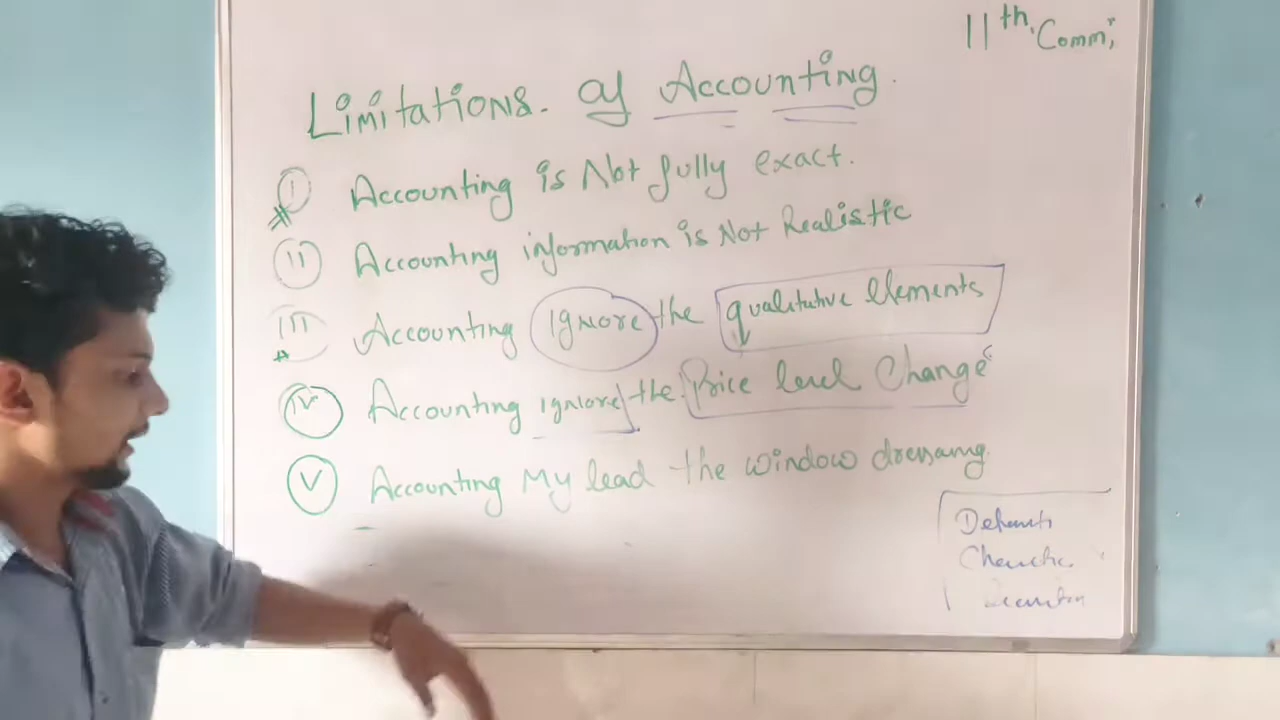 11th Comm;
Limitations. of Accounting.
I Accounting is Not fully exact.
II Accounting information is Not Realistic
III Accounting ignore the qualitative Elements
IV Accounting ignore the Price level Change
V Accounting My lead the window dressing